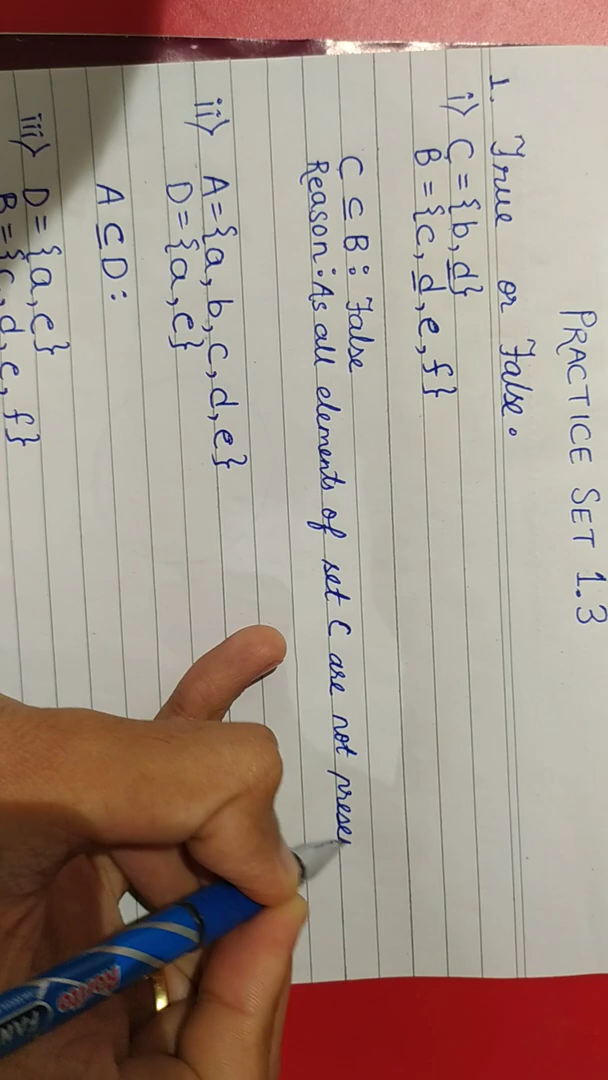 PRACTICE SET 1.3
1. True or False.
i) C = {b, d}
B = {c, d, e, f}
C ⊆ B : False
Reason : As all elements of set C are not prese
ii) A = {a, b, c, d, e}
D = {a, c}
A ⊆ D :
iii) D = {a, c}
B = {c, d, e, f}
Rorito